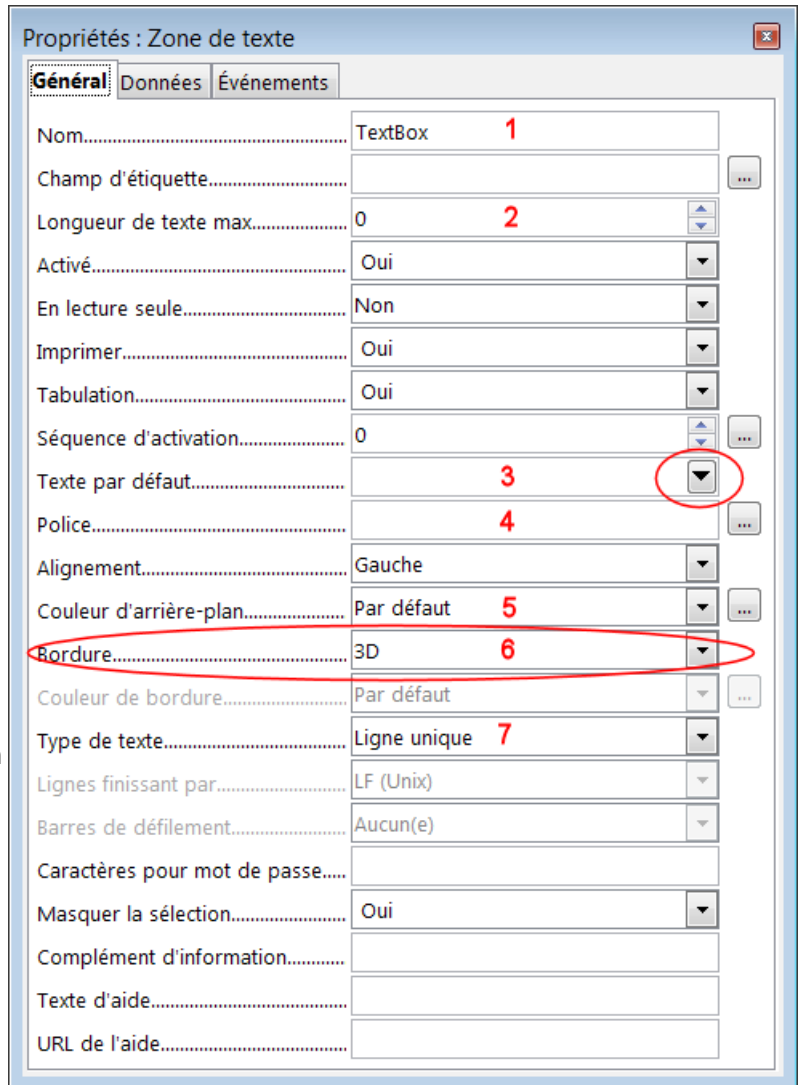 Propriétés : Zone de texte x
Général Données Événements
Nom................................................... TextBox 1
Champ d'étiquette........................... ...
Longueur de texte max.................... 0 2
Activé................................................. Oui
En lecture seule............................... Non
Imprimer........................................... Oui
Tabulation......................................... Oui
Séquence d'activation..................... 0 ...
Texte par défaut.............................. 3
Police................................................. 4 ...
Alignement....................................... Gauche
Couleur d'arrière-plan.................... Par défaut 5 ...
Bordure............................................. 3D 6
Couleur de bordure......................... Par défaut ...
Type de texte.................................... Ligne unique 7
Lignes finissant par......................... LF (Unix)
Barres de défilement....................... Aucun(e)
Caractères pour mot de passe.....
Masquer la sélection....................... Oui
Complément d'information............
Texte d'aide......................................
URL de l'aide....................................